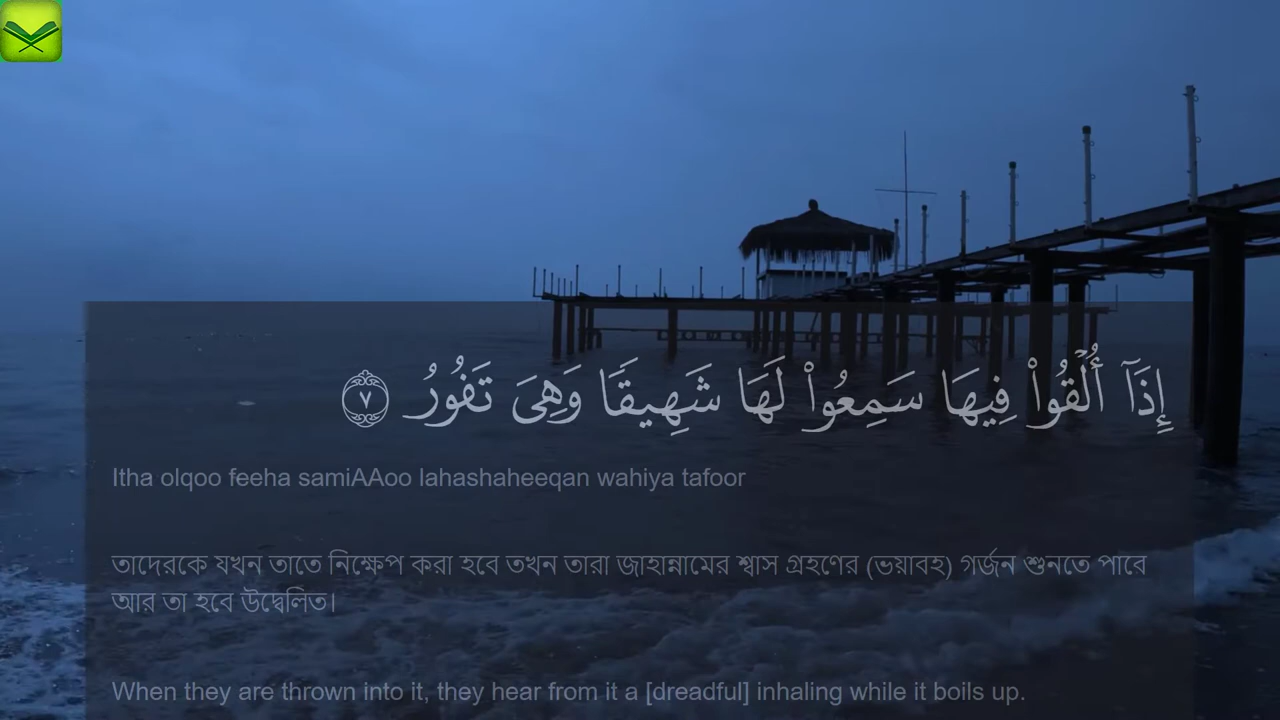 إِذَآ أُلۡقُواْ فِيهَا سَمِعُواْ لَهَا شَهِيقٗا وَهِيَ تَفُورُ ٧
Itha olqoo feeha samiAAoo lahashaheeqan wahiya tafoor
তাদেরকে যখন তাতে নিক্ষেপ করা হবে তখন তারা জাহান্নামের শ্বাস গ্রহণের (ভয়াবহ) গর্জন শুনতে পাবে
আর তা হবে উদ্বেলিত।
When they are thrown into it, they hear from it a [dreadful] inhaling while it boils up.